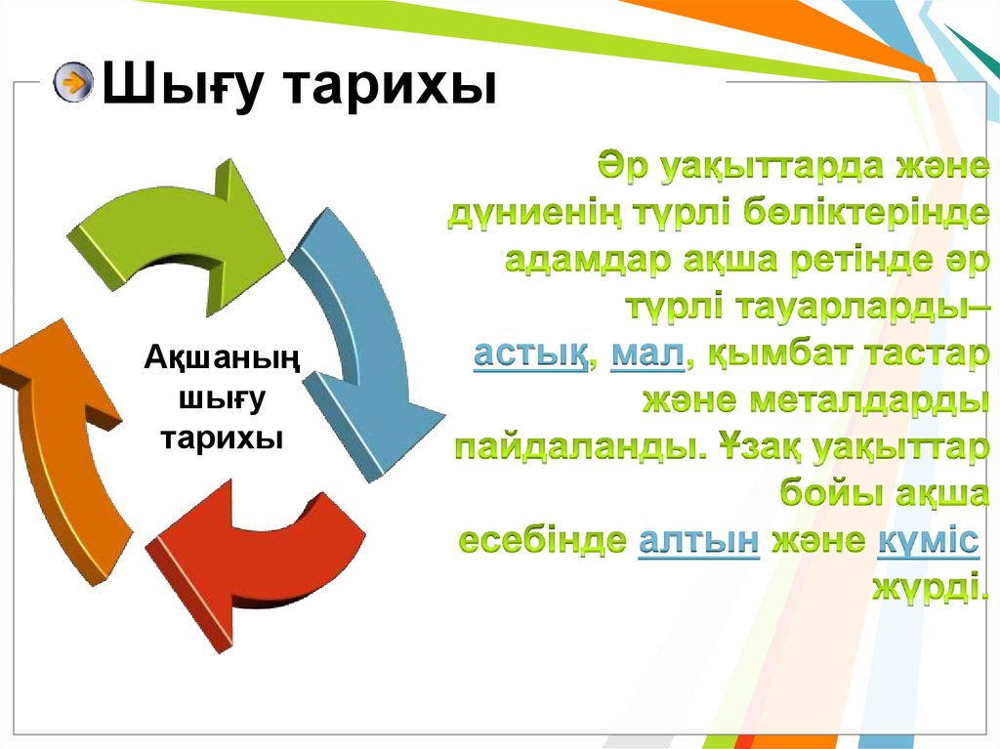 Шығу тарихы
Ақшаның
шығу
тарихы
Әр уақыттарда және
дүниенің түрлі бөліктерінде
адамдар ақша ретінде әр
түрлі тауарларды–
астық, мал, қымбат тастар
және металдарды
пайдаланды. Ұзақ уақыттар
бойы ақша
есебінде алтын және күміс
жүрді.